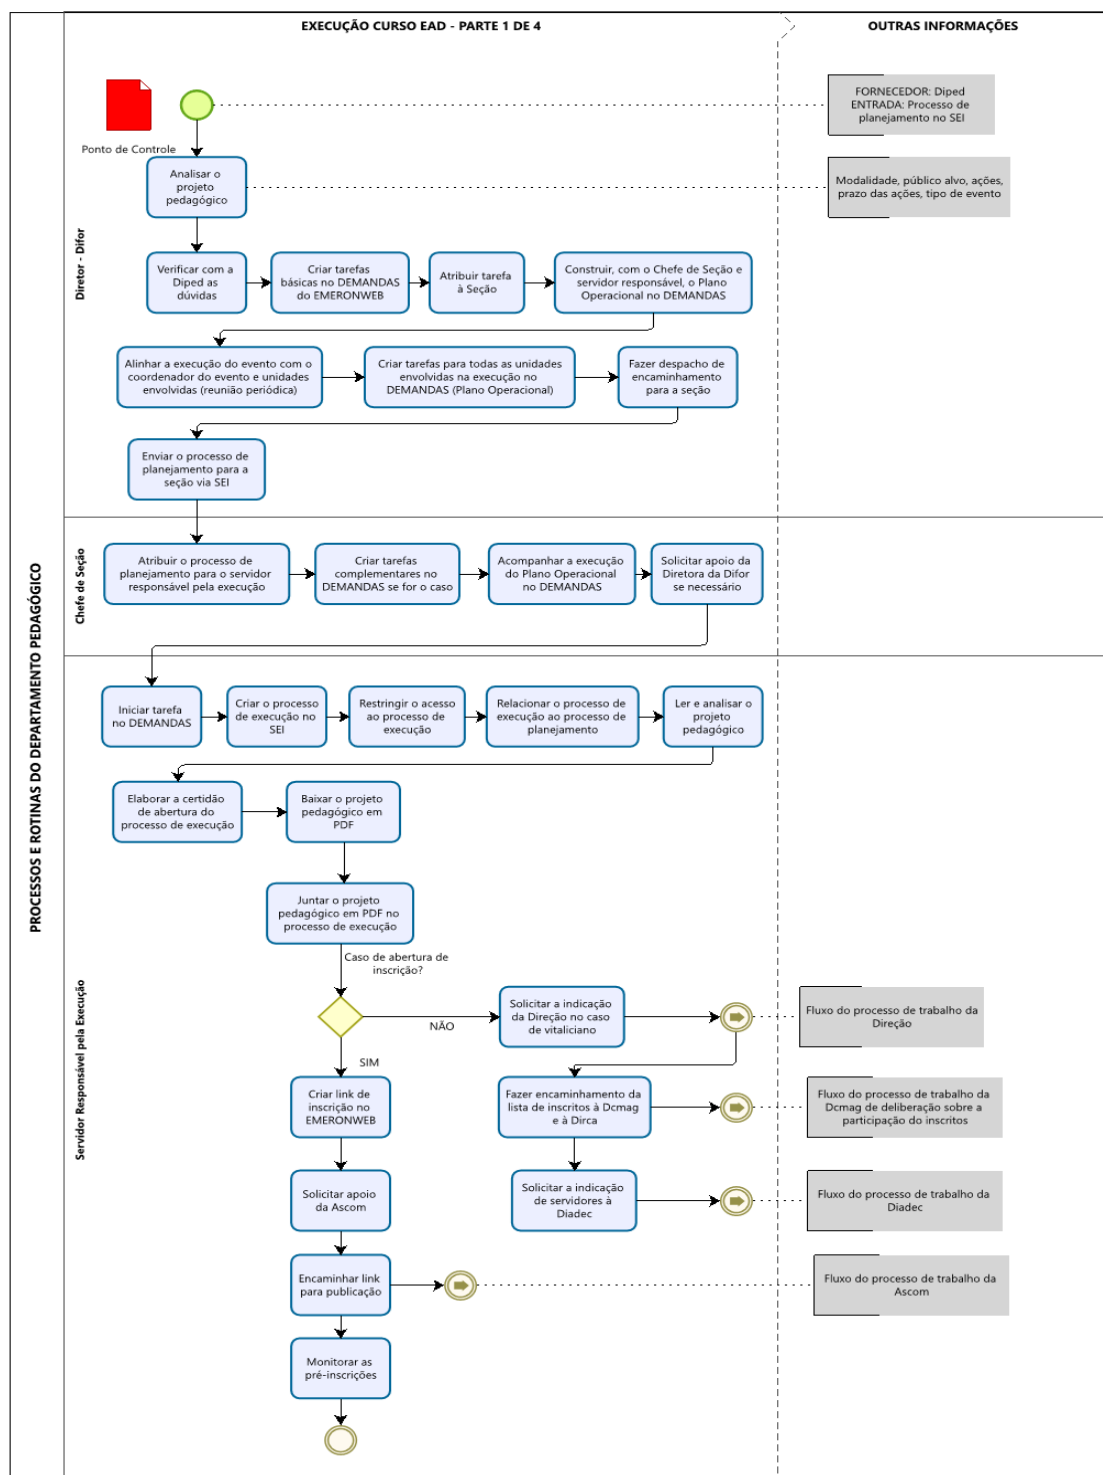 EXECUÇÃO CURSO EAD - PARTE 1 DE 4
OUTRAS INFORMAÇÕES
PROCESSOS E ROTINAS DO DEPARTAMENTO PEDAGÓGICO
Diretor - Difor
Ponto de Controle
FORNECEDOR: Diped
ENTRADA: Processo de
planejamento no SEI
Analisar o
projeto
pedagógico
Modalidade, público alvo, ações,
prazo das ações, tipo de evento
Verificar com a
Diped as
dúvidas
Criar tarefas
básicas no DEMANDAS
do EMERONWEB
Atribuir tarefa
à Seção
Construir, com o Chefe de Seção e
servidor responsável, o Plano
Operacional no DEMANDAS
Alinhar a execução do evento com o
coordenador do evento e unidades
envolvidas (reunião periódica)
Criar tarefas para todas as unidades
envolvidas na execução no
DEMANDAS (Plano Operacional)
Fazer despacho de
encaminhamento
para a seção
Enviar o processo de
planejamento para a
seção via SEI
Chefe de Seção
Atribuir o processo de
planejamento para o servidor
responsável pela execução
Criar tarefas
complementares no
DEMANDAS se for o caso
Acompanhar a execução
do Plano Operacional
no DEMANDAS
Solicitar apoio da
Diretora da Difor
se necessário
Servidor Responsável pela Execução
Iniciar tarefa
no DEMANDAS
Criar o processo
de execução no
SEI
Restringir o acesso
ao processo de
execução
Relacionar o processo de
execução ao processo de
planejamento
Ler e analisar o
projeto
pedagógico
Elaborar a certidão
de abertura do
processo de execução
Baixar o projeto
pedagógico em
PDF
Juntar o projeto
pedagógico em PDF no
processo de execução
Caso de abertura de
inscrição?
NÃO
SIM
Solicitar a indicação
da Direção no caso
de vitaliciano
Fluxo do processo de trabalho da
Direção
Criar link de
inscrição no
EMERONWEB
Fazer encaminhamento da
lista de inscritos à Dcmag
e à Dirca
Fluxo do processo de trabalho da
Dcmag de deliberação sobre a
participação do inscritos
Solicitar apoio
da Ascom
Solicitar a indicação
de servidores à
Diadec
Fluxo do processo de trabalho da
Diadec
Encaminhar link
para publicação
Fluxo do processo de trabalho da
Ascom
Monitorar as
pré-inscrições